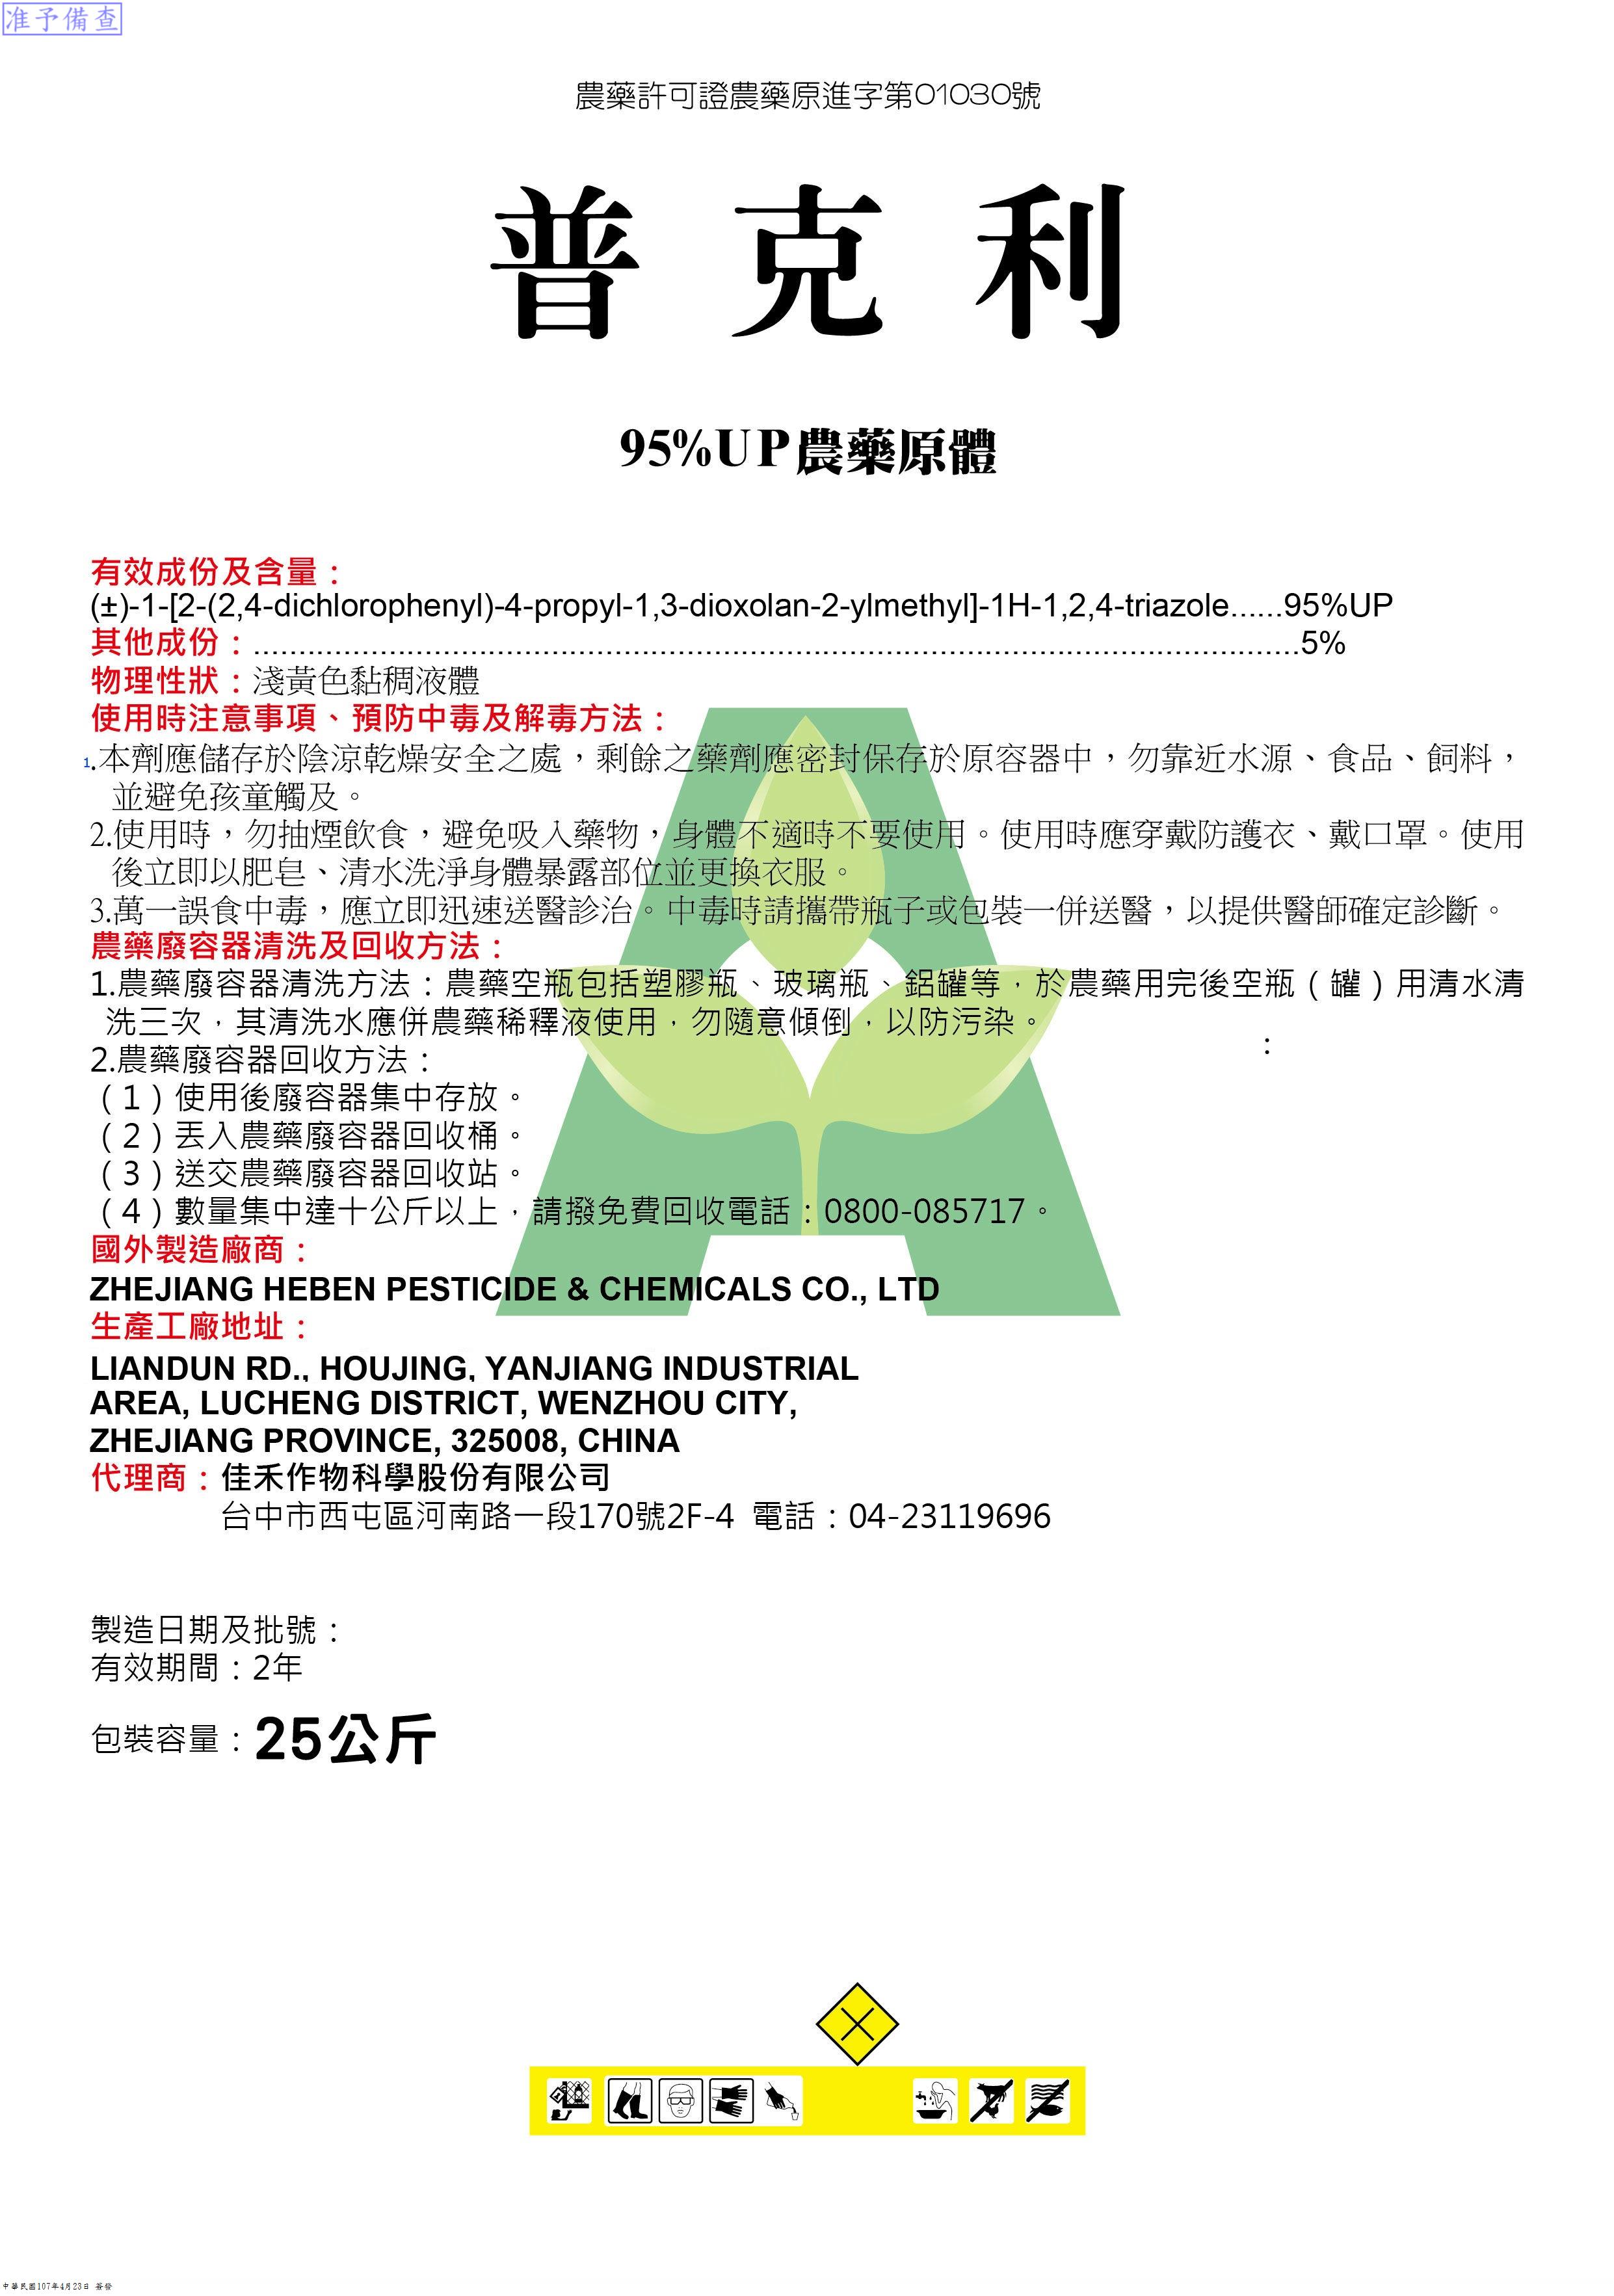 准予備查
農藥許可證農藥原進字第01030號
普克利
95%UP農藥原體
有效成份及含量：
(±)-1-[2-(2,4-dichlorophenyl)-4-propyl-1,3-dioxolan-2-ylmethyl]-1H-1,2,4-triazole......95%UP
其他成份：....................................................................................................................5%
物理性狀：淺黃色黏稠液體
使用時注意事項、預防中毒及解毒方法：
1.本劑應儲存於陰涼乾燥安全之處，剩餘之藥劑應密封保存於原容器中，勿靠近水源、食品、飼料，
並避免孩童觸及。
2.使用時，勿抽煙飲食，避免吸入藥物，身體不適時不要使用。使用時應穿戴防護衣、戴口罩。使用
後立即以肥皂、清水洗淨身體暴露部位並更換衣服。
3.萬一誤食中毒，應立即迅速送醫診治。中毒時請攜帶瓶子或包裝一併送醫，以提供醫師確定診斷。
農藥廢容器清洗及回收方法：
1.農藥廢容器清洗方法：農藥空瓶包括塑膠瓶、玻璃瓶、鋁罐等，於農藥用完後空瓶（罐）用清水清
洗三次，其清洗水應併農藥稀釋液使用，勿隨意傾倒，以防污染。
：
2.農藥廢容器回收方法：
（1）使用後廢容器集中存放。
（2）丟入農藥廢容器回收桶。
（3）送交農藥廢容器回收站。
（4）數量集中達十公斤以上，請撥免費回收電話：0800-085717。
國外製造廠商：
ZHEJIANG HEBEN PESTICIDE & CHEMICALS CO., LTD
生產工廠地址：
LIANDUN RD., HOUJING, YANJIANG INDUSTRIAL
AREA, LUCHENG DISTRICT, WENZHOU CITY,
ZHEJIANG PROVINCE, 325008, CHINA
代理商：佳禾作物科學股份有限公司
台中市西屯區河南路一段170號2F-4 電話：04-23119696
製造日期及批號：
有效期間：2年
包裝容量：25公斤
中華民國107年4月23日 簽發